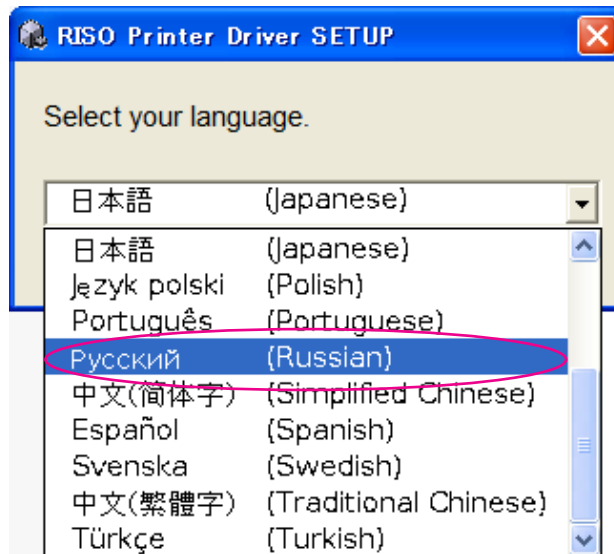 RISO Printer Driver SETUP
Select your language.
日本語 (Japanese)
日本語 (Japanese)
Język polski (Polish)
Português (Portuguese)
Русский (Russian)
中文(简体字) (Simplified Chinese)
Español (Spanish)
Svenska (Swedish)
中文(繁體字) (Traditional Chinese)
Türkçe (Turkish)